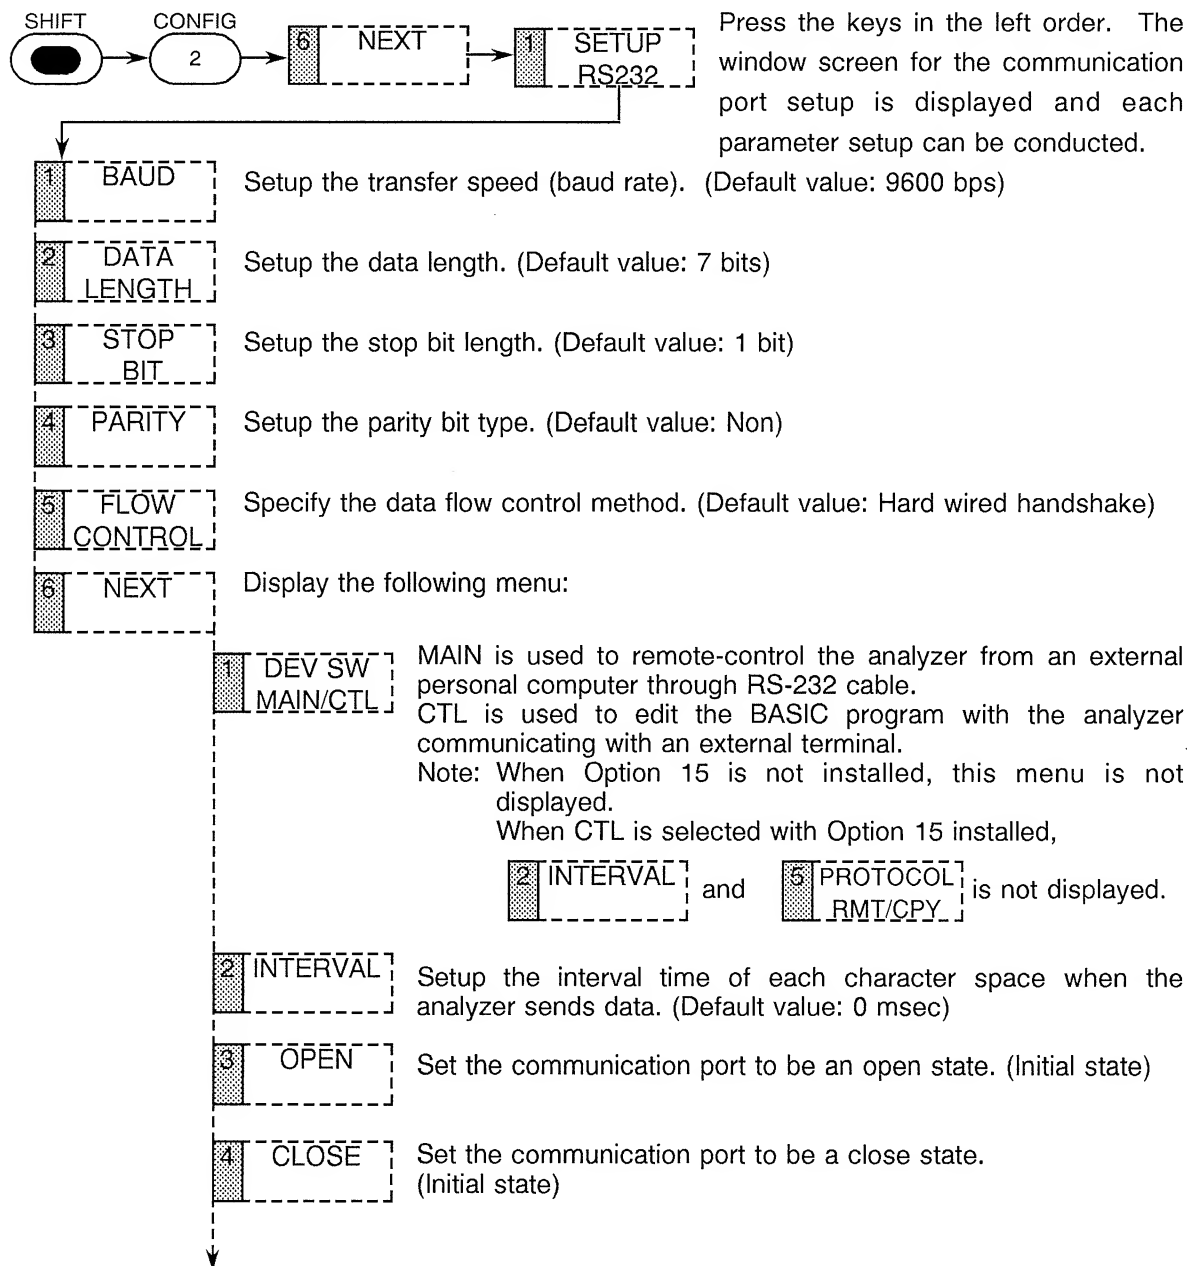 SHIFT CONFIG
2
6 NEXT
1 SETUP
RS232
Press the keys in the left order. The
window screen for the communication
port setup is displayed and each
parameter setup can be conducted.
1 BAUD
Setup the transfer speed (baud rate). (Default value: 9600 bps)
2 DATA
LENGTH
Setup the data length. (Default value: 7 bits)
3 STOP
BIT
Setup the stop bit length. (Default value: 1 bit)
4 PARITY
Setup the parity bit type. (Default value: Non)
5 FLOW
CONTROL
Specify the data flow control method. (Default value: Hard wired handshake)
6 NEXT
Display the following menu:
1 DEV SW
MAIN/CTL
MAIN is used to remote-control the analyzer from an external
personal computer through RS-232 cable.
CTL is used to edit the BASIC program with the analyzer
communicating with an external terminal.
Note: When Option 15 is not installed, this menu is not
displayed.
When CTL is selected with Option 15 installed,
2 INTERVAL and 5 PROTOCOL
RMT/CPY is not displayed.
2 INTERVAL
Setup the interval time of each character space when the
analyzer sends data. (Default value: 0 msec)
3 OPEN
Set the communication port to be an open state. (Initial state)
4 CLOSE
Set the communication port to be a close state.
(Initial state)